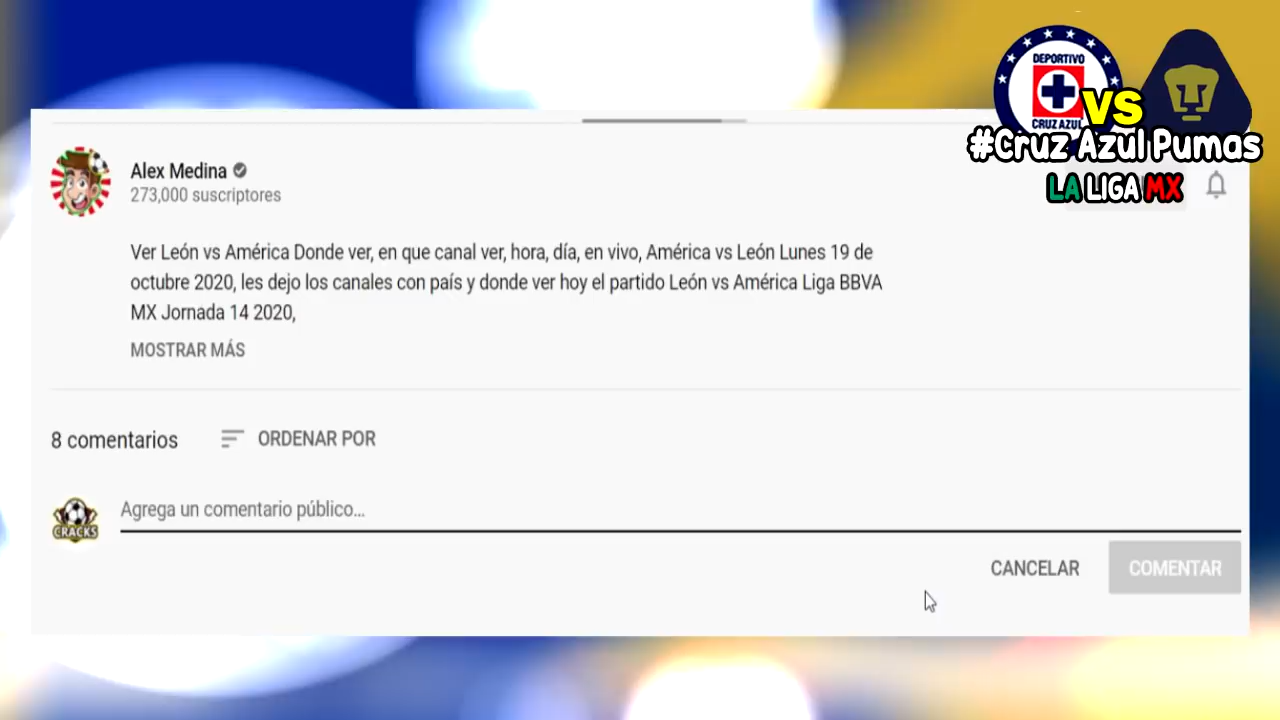 DEPORTIVO
CRUZ AZUL
VS
#Cruz Azul Pumas
LA LIGA MX
Alex Medina
273,000 suscriptores
Ver León vs América Donde ver, en que canal ver, hora, día, en vivo, América vs León Lunes 19 de
octubre 2020, les dejo los canales con país y donde ver hoy el partido León vs América Liga BBVA
MX Jornada 14 2020,
MOSTRAR MÁS
8 comentarios
ORDENAR POR
CRACKS
Agrega un comentario público...
CANCELAR
COMENTAR